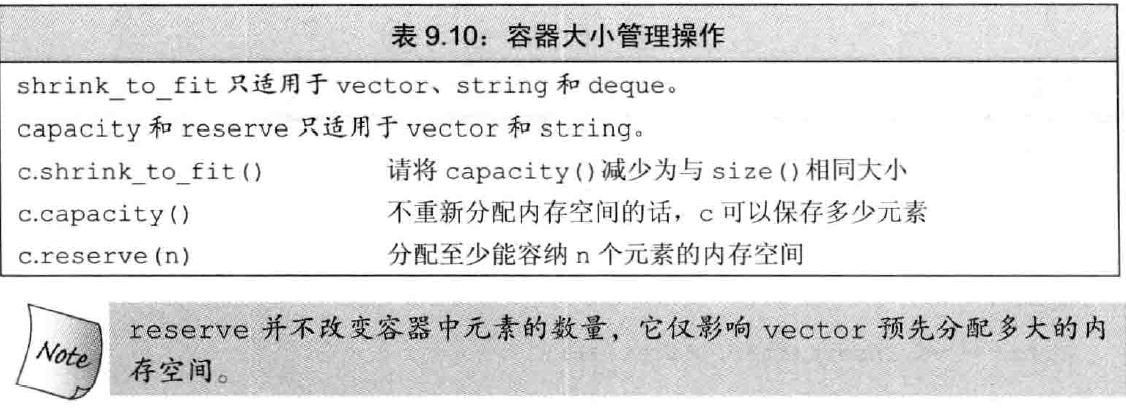 表 9.10：容器大小管理操作
shrink_to_fit 只适用于 vector、string 和 deque。
capacity 和 reserve 只适用于 vector 和 string。
c.shrink_to_fit() 请将 capacity()减少为与 size()相同大小
c.capacity() 不重新分配内存空间的话，c 可以保存多少元素
c.reserve(n) 分配至少能容纳 n 个元素的内存空间
Note
reserve 并不改变容器中元素的数量，它仅影响 vector 预先分配多大的内
存空间。